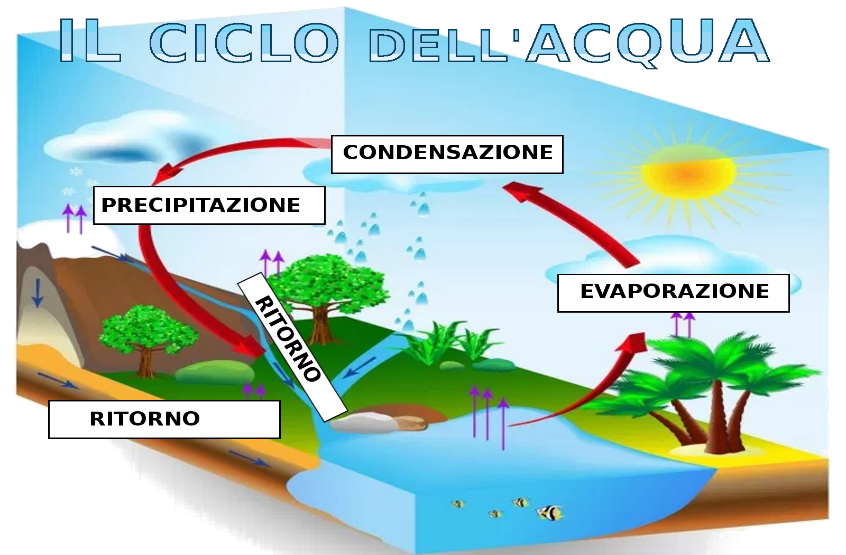 IL CICLO DELL'ACQUA
CONDENSAZIONE
PRECIPITAZIONE
EVAPORAZIONE
RITORNO
RITORNO